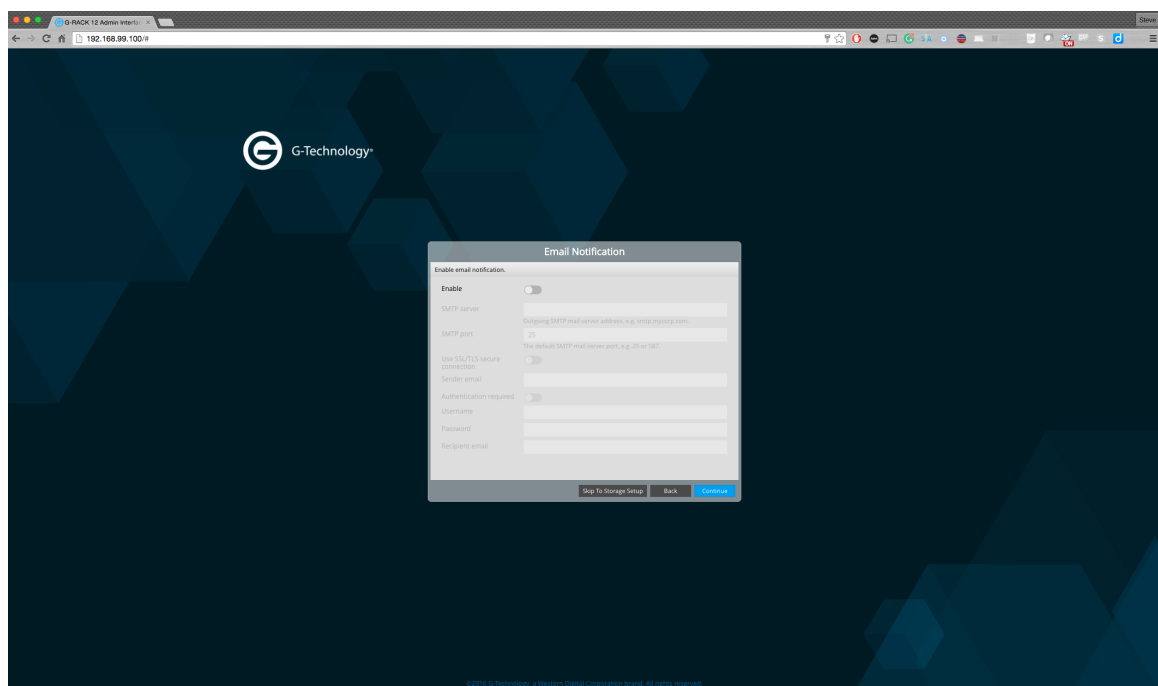 G-RACK 12 Admin Interfac
Steve
192.168.99.100/#
ON
G-Technology®
Email Notification
Enable email notification.
Enable
SMTP server
Outgoing SMTP mail server address, e.g. smtp.mycorp.com.
SMTP port
25
The default SMTP mail server port, e.g. 25 or 587.
Use SSL/TLS secure
connection
Sender email
Authentication required
Username
Password
Recipient email
Skip To Storage Setup
Back
Continue
©2016 G-Technology, a Western Digital Corporation brand. All rights reserved.